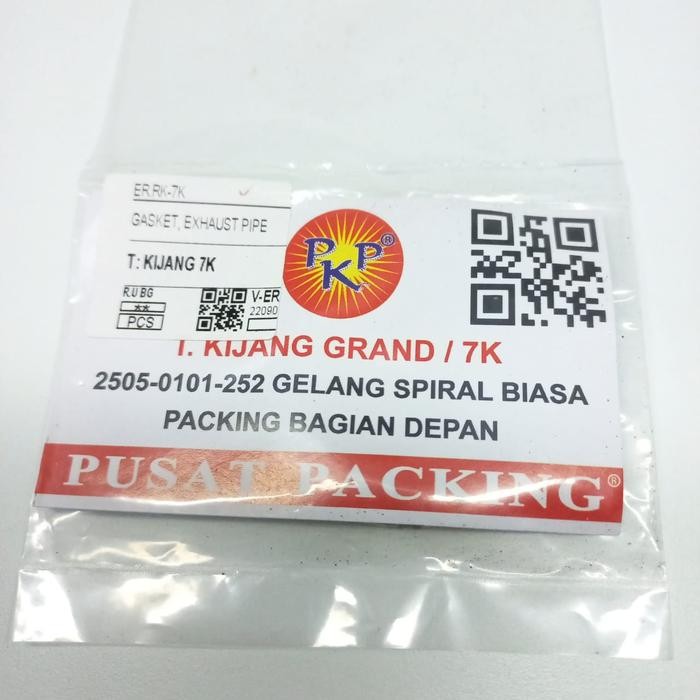 ER.RK-7K
GASKET, EXHAUST PIPE
T: KIJANG 7K
R.U BG
**
PCS
V-ER
22090
PKP®
T. KIJANG GRAND / 7K
2505-0101-252 GELANG SPIRAL BIASA
PACKING BAGIAN DEPAN
PUSAT PACKING®